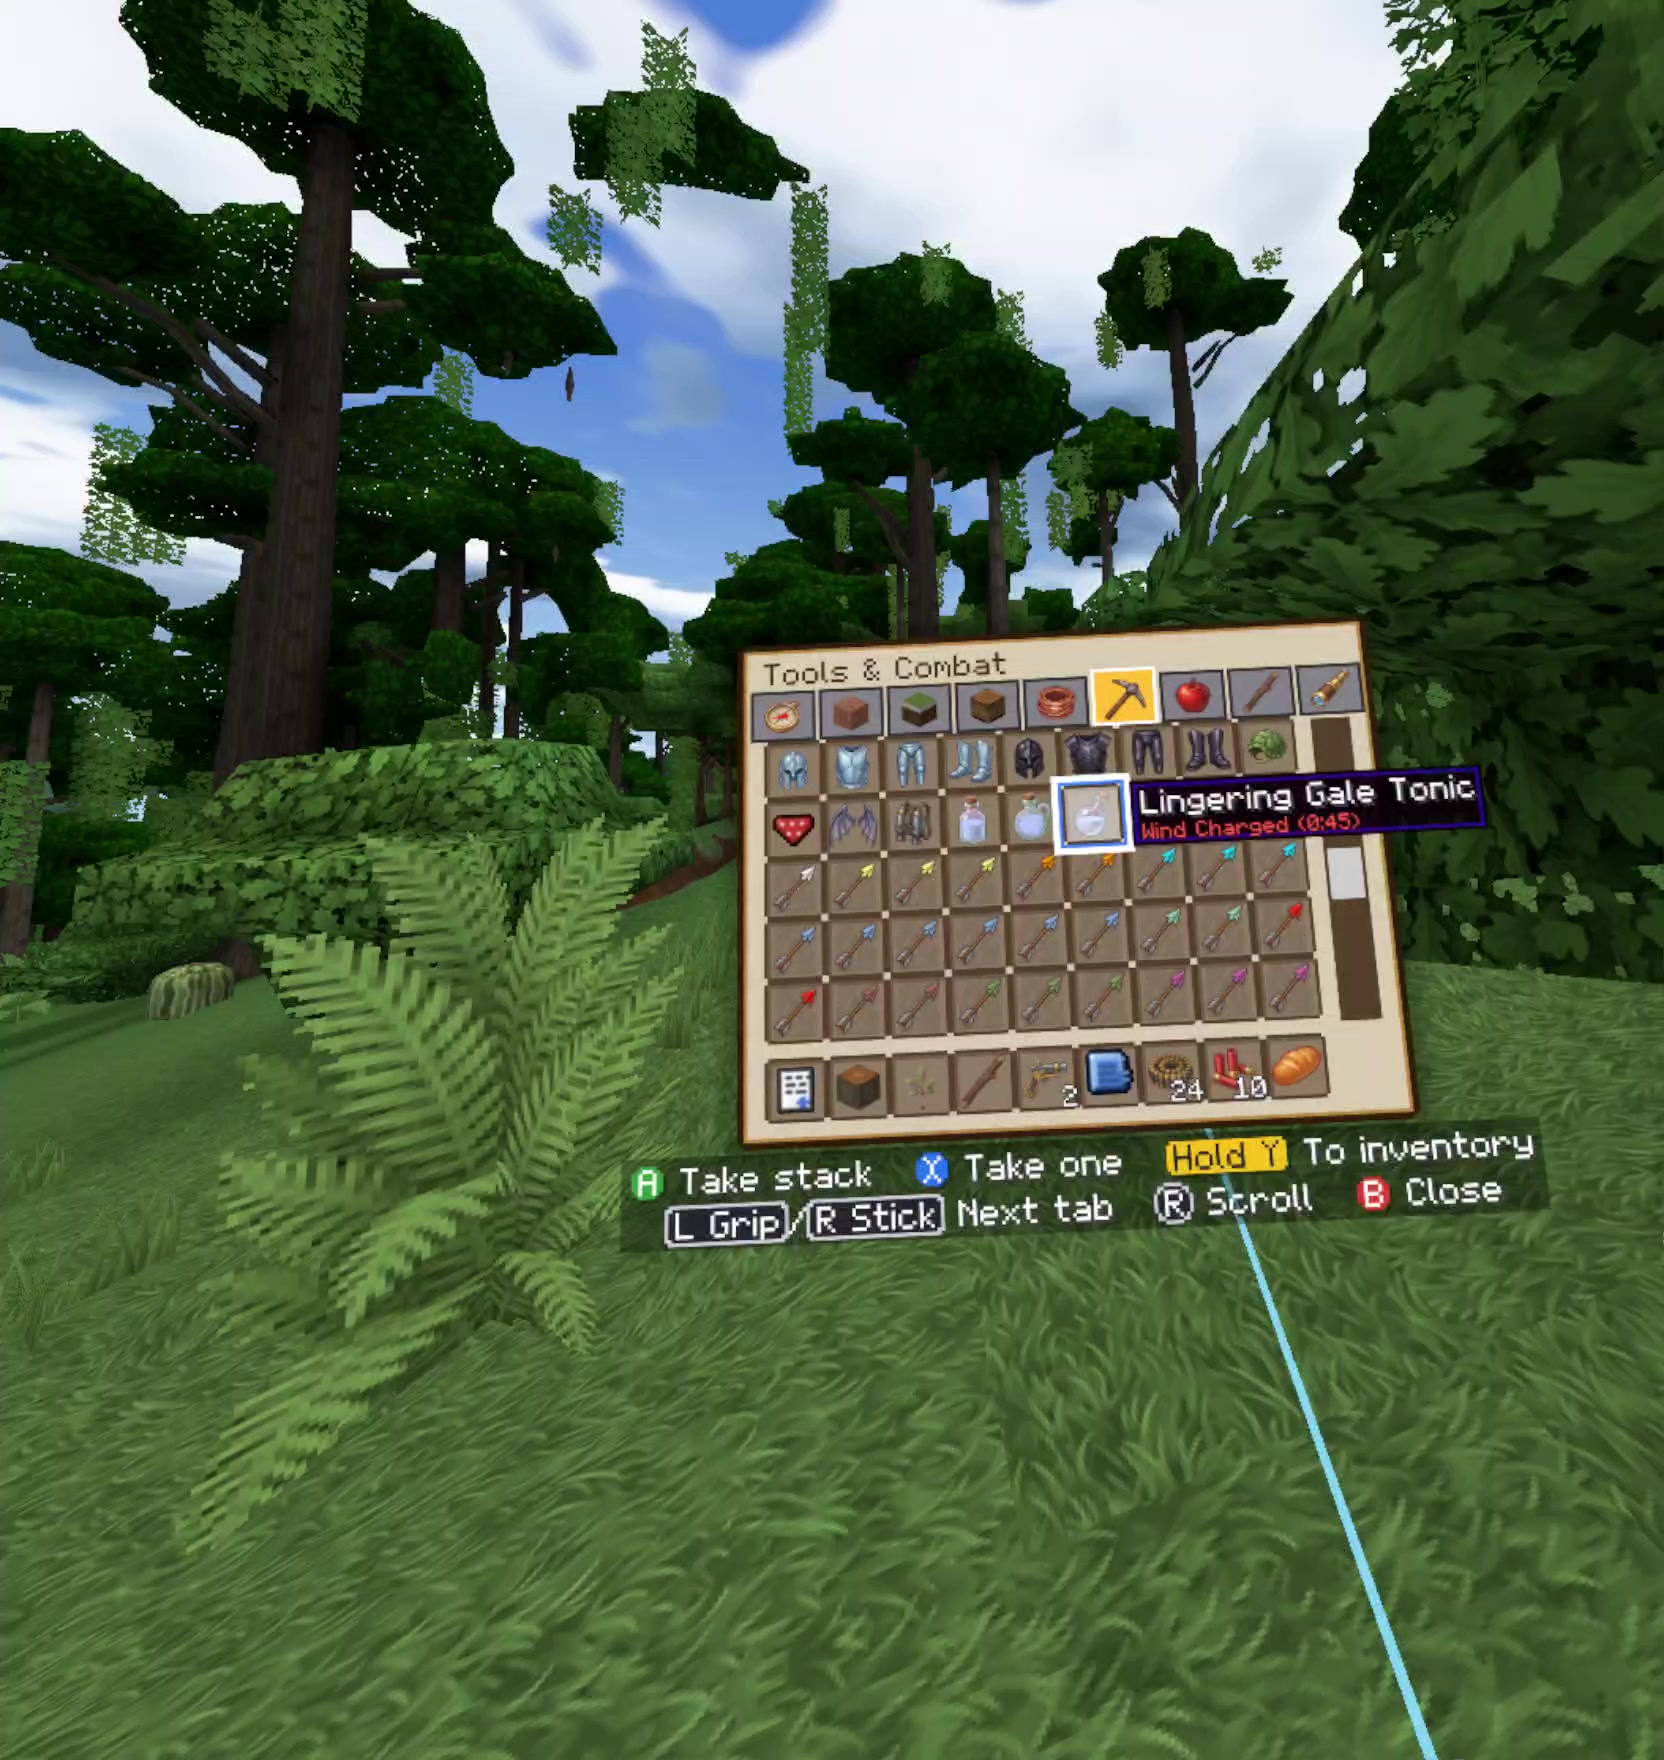 Tools & Combat
Lingering Gale Tonic
Wind Charged (0:45)
2
24
10
A Take stack X Take one Hold Y To inventory
L Grip/R Stick Next tab R Scroll B Close